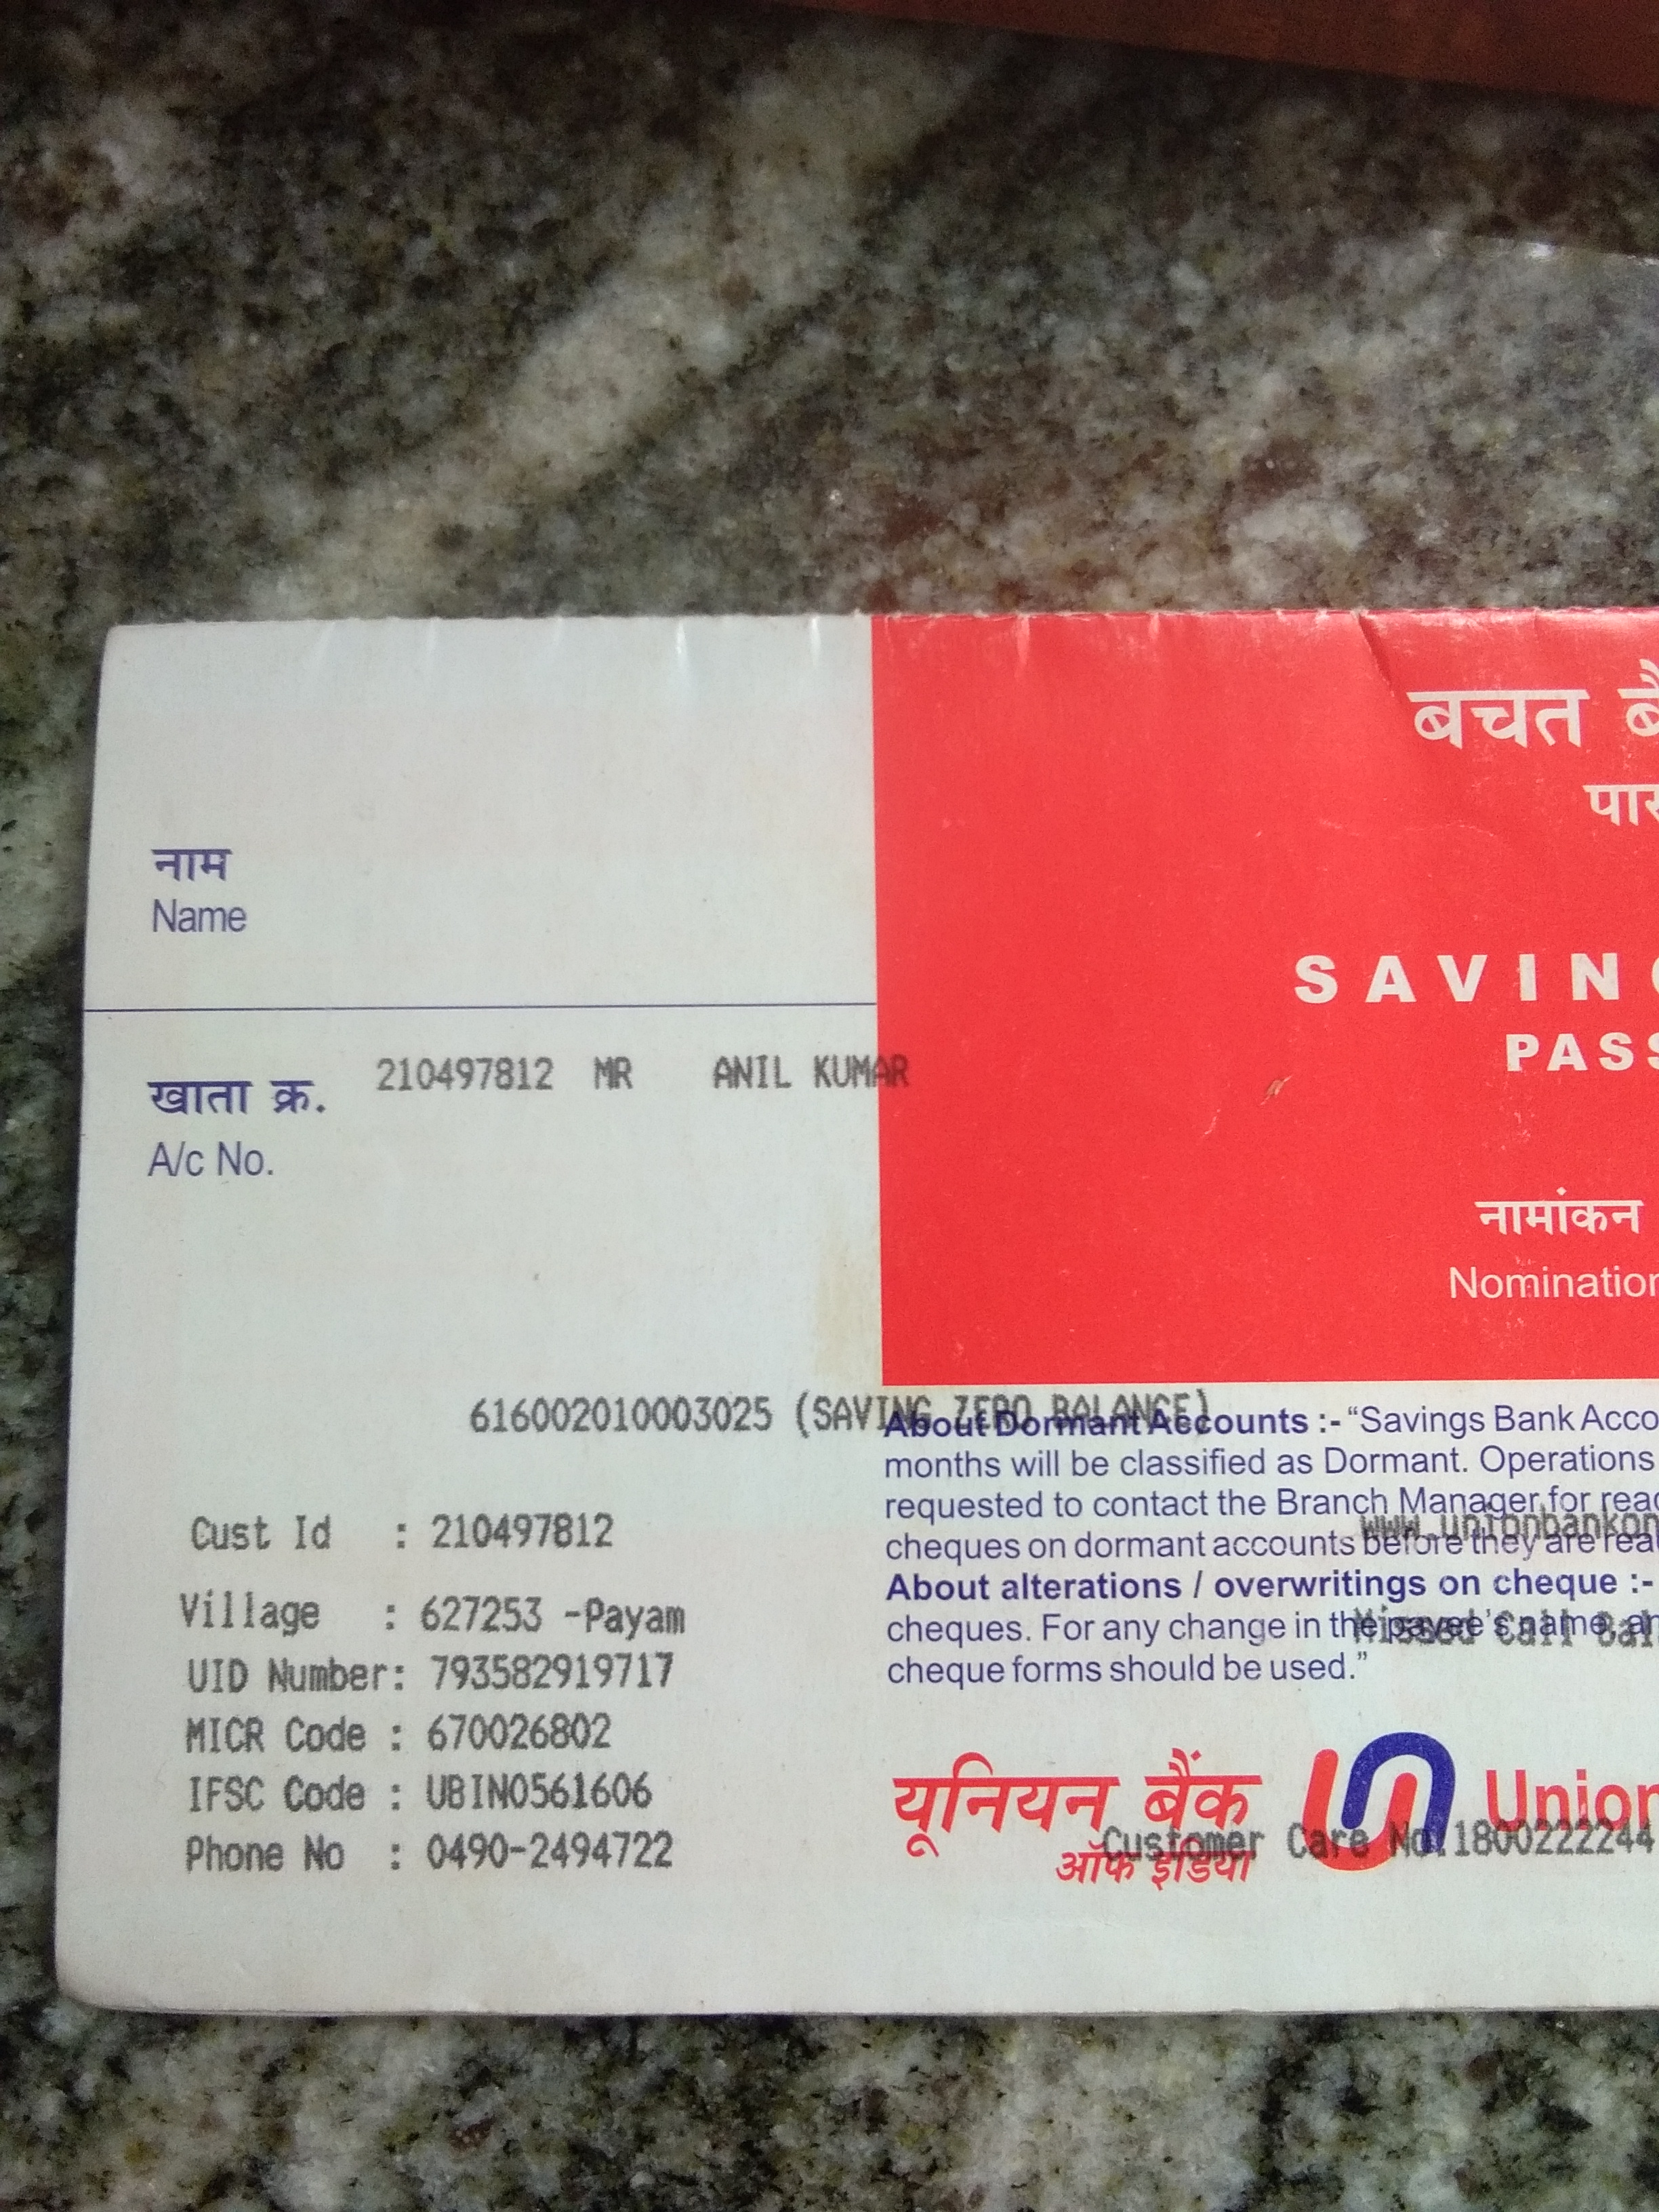 नाम
Name
210497812 MR ANIL KUMAR
खाता क्र.
A/c No.
616002010003025 (SAVING ZERO BALANCE)
Cust Id : 210497812
Village : 627253 -Payam
UID Number: 793582919717
MICR Code : 670026802
IFSC Code : UBIN0561606
Phone No : 0490-2494722
बचत
SAVING
PASS
नामांकन
Nomination
About Dormant Accounts :- “Savings Bank Acco
months will be classified as Dormant. Operations
requested to contact the Branch Manager for
www.unionbankon
cheques on dormant accounts before they are
About alterations / overwritings on cheque :-
cheques. For any change in the payee's name,
Missed Call Bal
cheque forms should be used.”
यूनियन बैंक
ऑफ इंडिया
Union
Customer Care No:1800222244